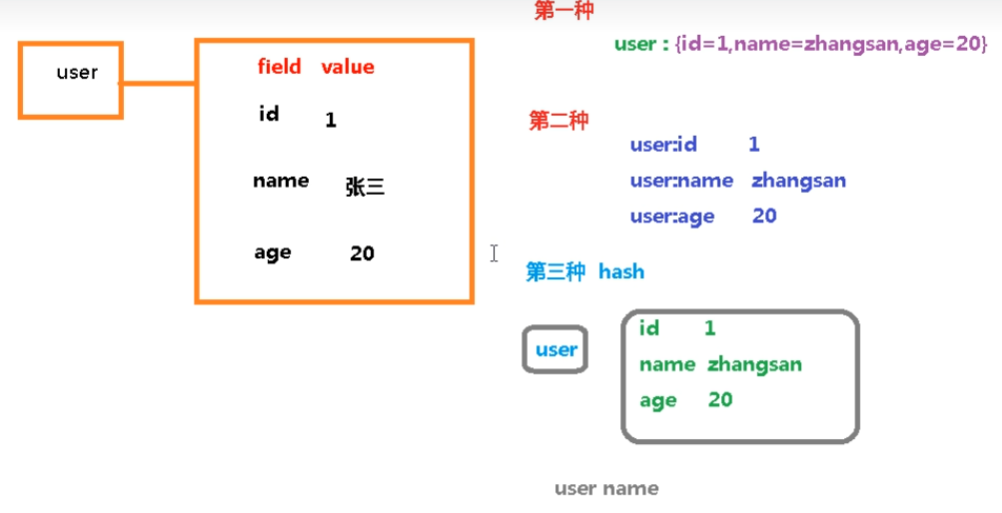 user
field value
id 1
name 张三
age 20
第一种
user : {id=1,name=zhangsan,age=20}
第二种
user:id 1
user:name zhangsan
user:age 20
第三种 hash
user
id 1
name zhangsan
age 20
user name